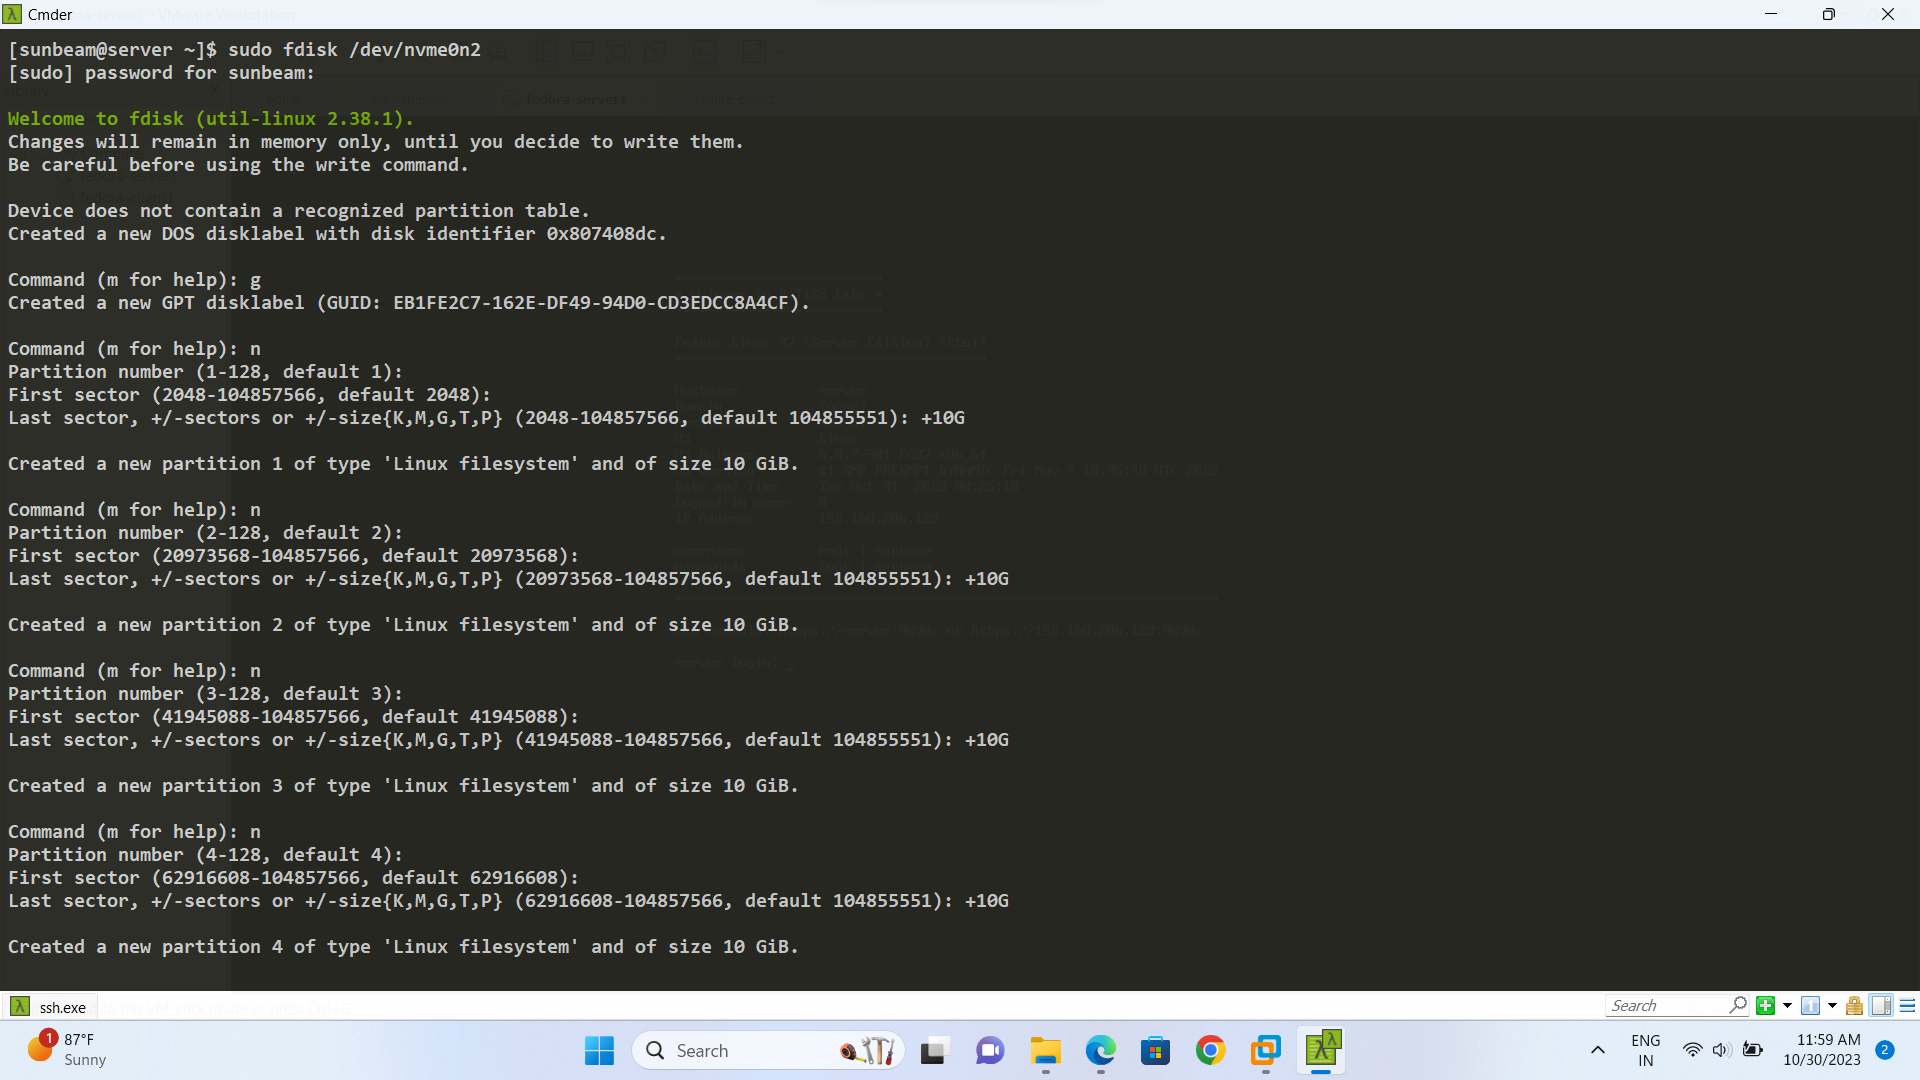 Cmder
[sunbeam@server ~]$ sudo fdisk /dev/nvme0n2
[sudo] password for sunbeam:
Welcome to fdisk (util-linux 2.38.1).
Changes will remain in memory only, until you decide to write them.
Be careful before using the write command.
Device does not contain a recognized partition table.
Created a new DOS disklabel with disk identifier 0x807408dc.
Command (m for help): g
Created a new GPT disklabel (GUID: EB1FE2C7-162E-DF49-94D0-CD3EDCC8A4CF).
Command (m for help): n
Partition number (1-128, default 1):
First sector (2048-104857566, default 2048):
Last sector, +/-sectors or +/-size{K,M,G,T,P} (2048-104857566, default 104855551): +10G
Created a new partition 1 of type 'Linux filesystem' and of size 10 GiB.
Command (m for help): n
Partition number (2-128, default 2):
First sector (20973568-104857566, default 20973568):
Last sector, +/-sectors or +/-size{K,M,G,T,P} (20973568-104857566, default 104855551): +10G
Created a new partition 2 of type 'Linux filesystem' and of size 10 GiB.
Command (m for help): n
Partition number (3-128, default 3):
First sector (41945088-104857566, default 41945088):
Last sector, +/-sectors or +/-size{K,M,G,T,P} (41945088-104857566, default 104855551): +10G
Created a new partition 3 of type 'Linux filesystem' and of size 10 GiB.
Command (m for help): n
Partition number (4-128, default 4):
First sector (62916608-104857566, default 62916608):
Last sector, +/-sectors or +/-size{K,M,G,T,P} (62916608-104857566, default 104855551): +10G
Created a new partition 4 of type 'Linux filesystem' and of size 10 GiB.
ssh.exe
Search
1
87°F
Sunny
Search
ENG
IN
11:59 AM
10/30/2023
2